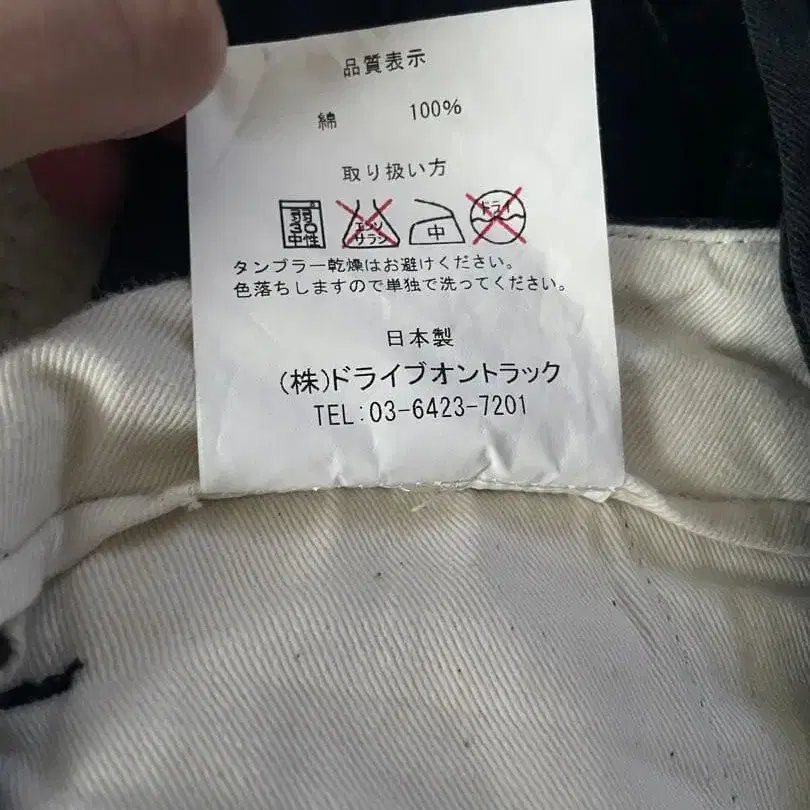 品質表示
綿 100%
取り扱い方
弱 30 中性 エンソ サラシ 中 ドライ
タンブラー乾燥はお避けください。
色落ちしますので単独で洗ってください。
日本製
(株)ドライブオントラック
TEL:03-6423-7201